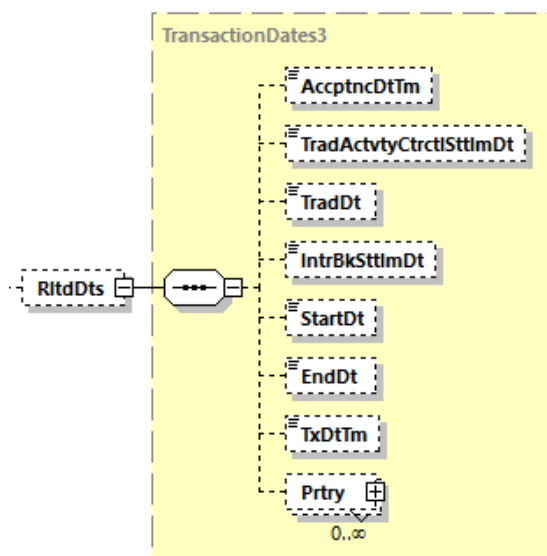 TransactionDates3
AccptncDtTm
TradActvtyCtrctlSttlmDt
TradDt
IntrBkSttlmDt
RltdDts
StartDt
EndDt
TxDtTm
Prtry
0..∞